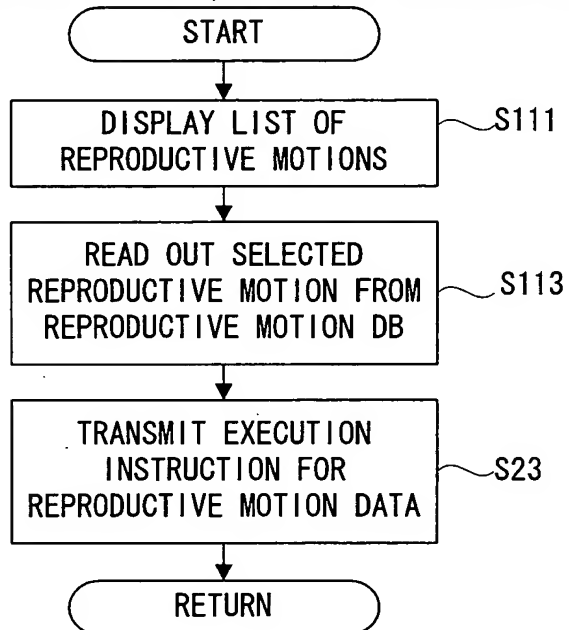 START
DISPLAY LIST OF
REPRODUCTIVE MOTIONS
S111
READ OUT SELECTED
REPRODUCTIVE MOTION FROM
REPRODUCTIVE MOTION DB
S113
TRANSMIT EXECUTION
INSTRUCTION FOR
REPRODUCTIVE MOTION DATA
S23
RETURN